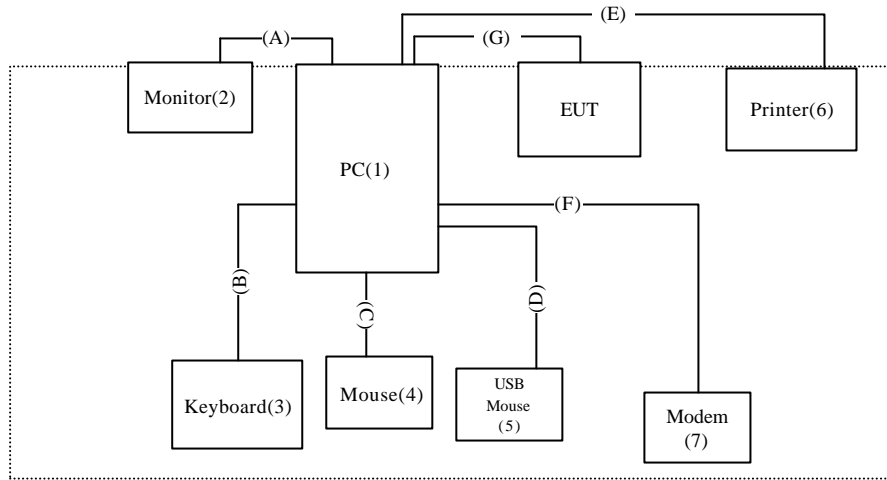 (E)
(A)
(G)
Monitor(2)
EUT
Printer(6)
PC(1)
(F)
(B)
(C)
(D)
Keyboard(3)
Mouse(4)
USB
Mouse
(5)
Modem
(7)